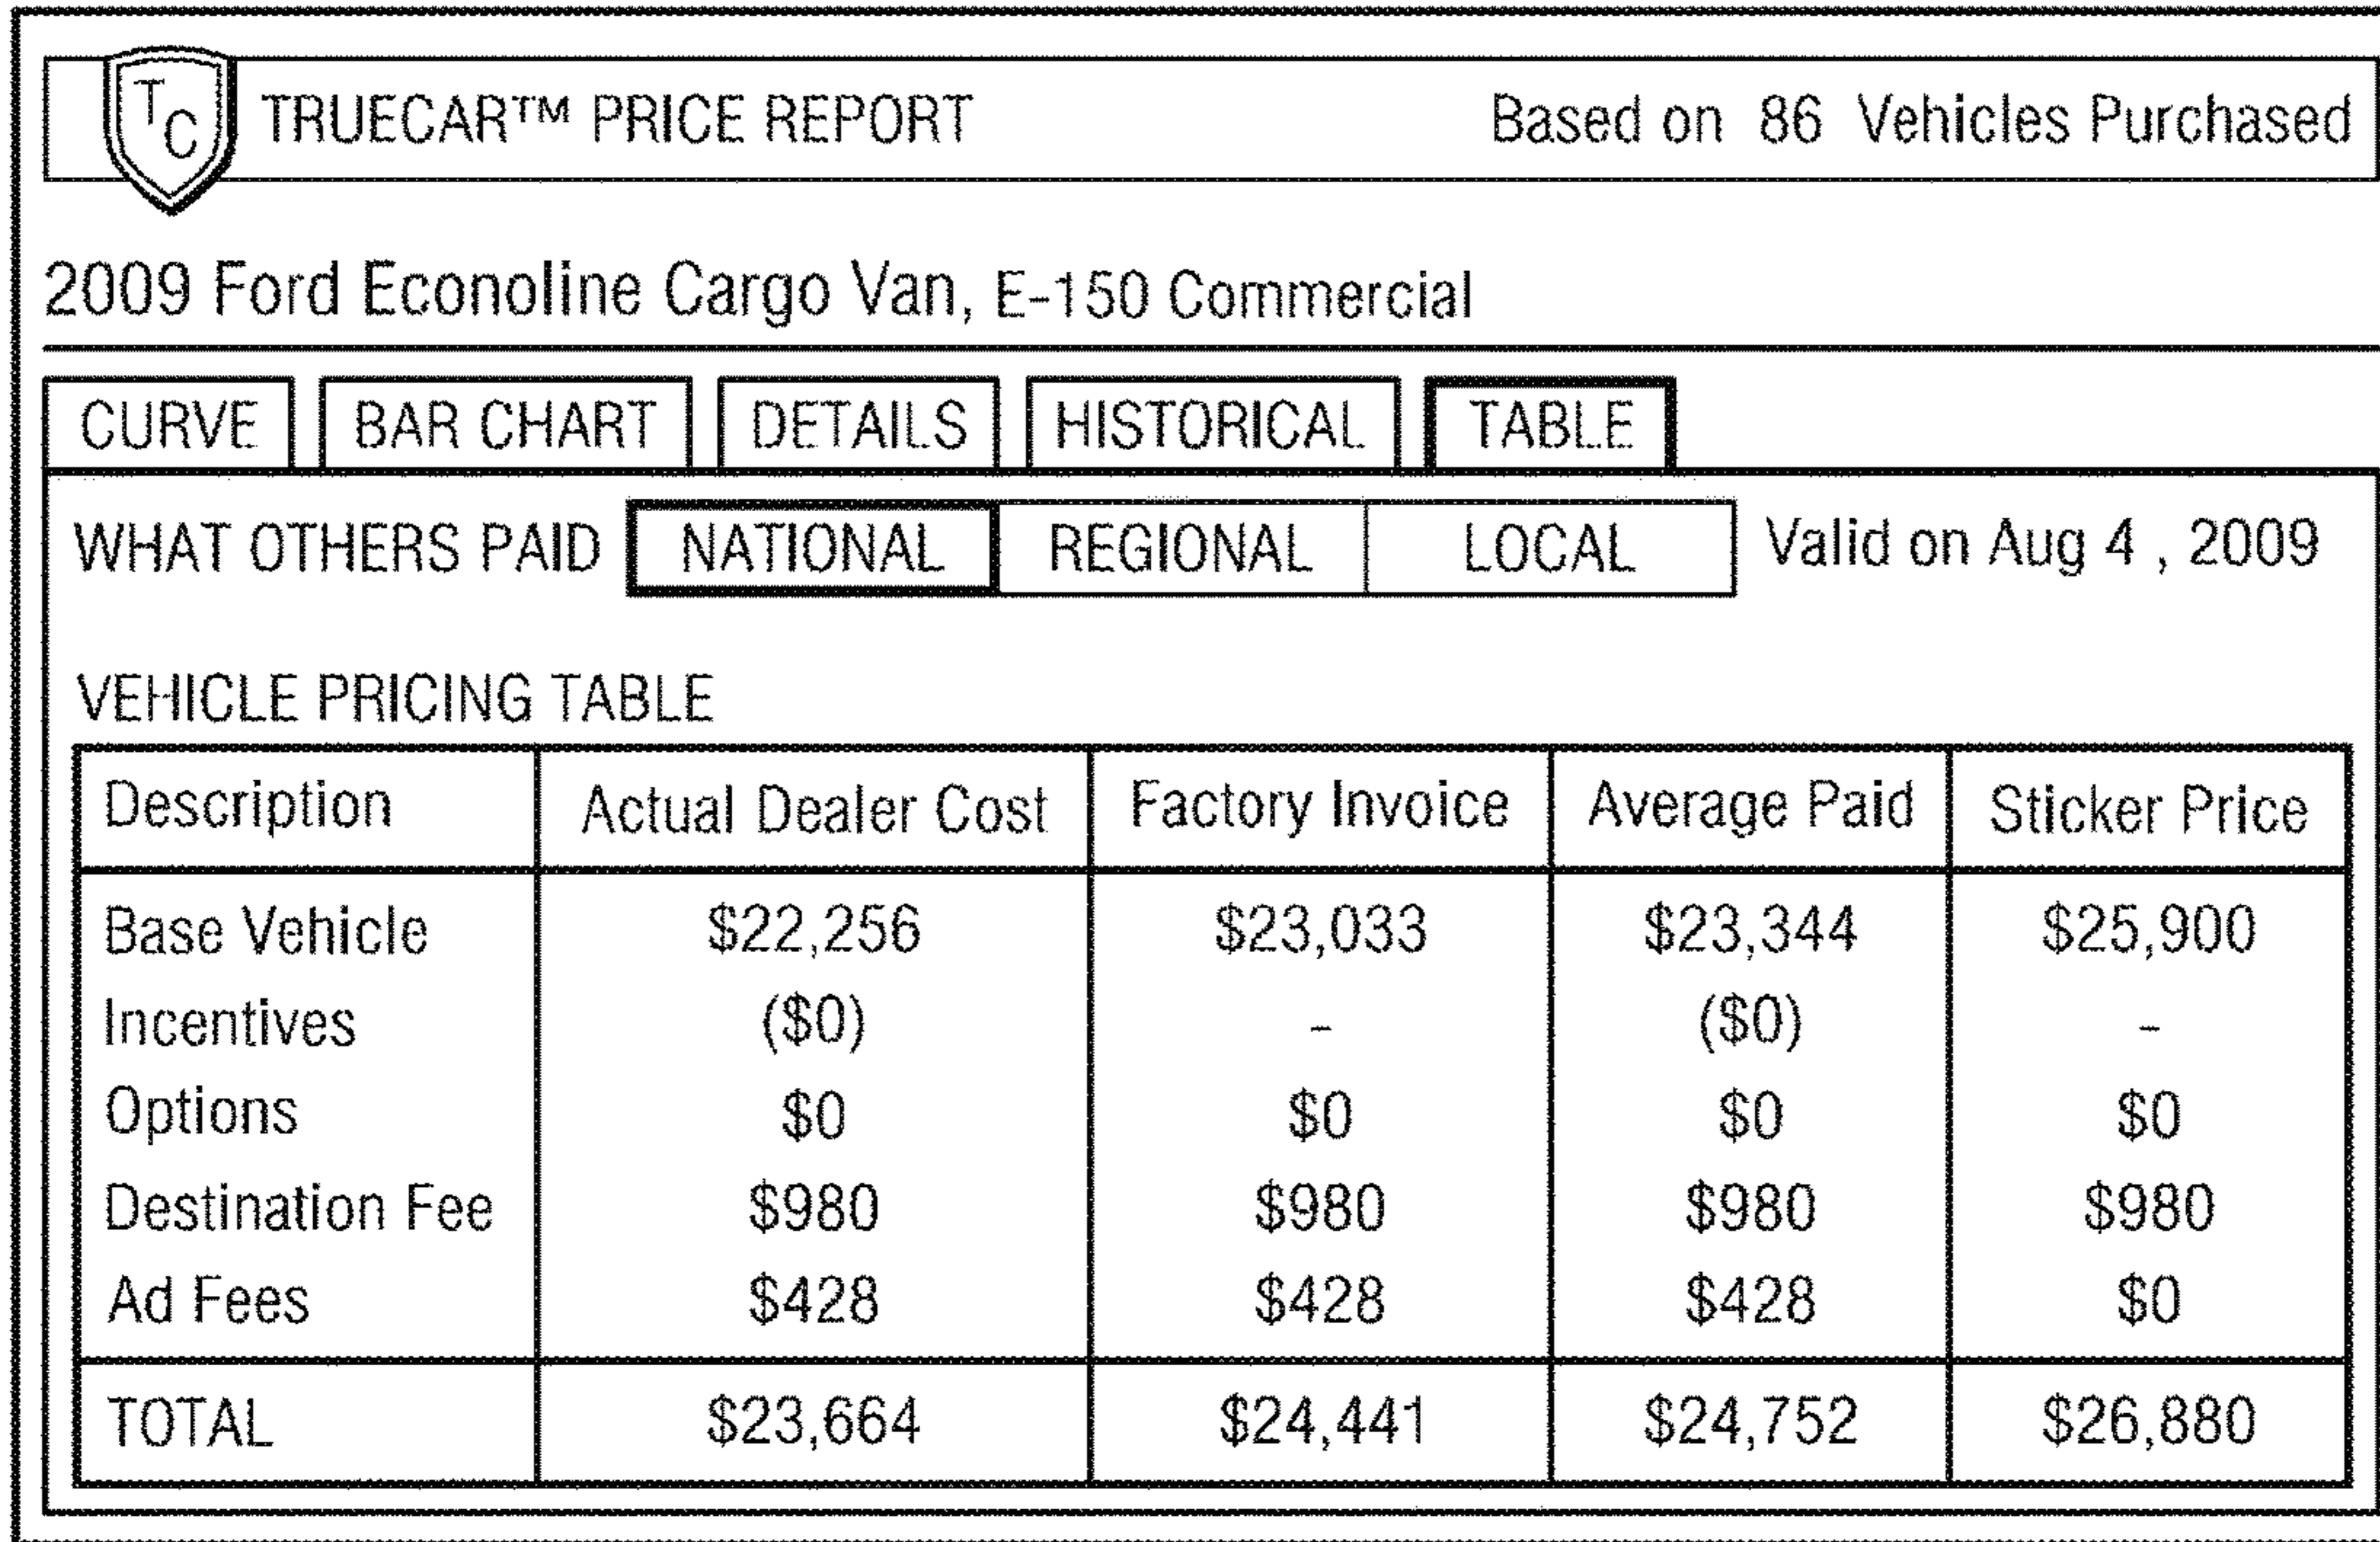 TC TRUECAR™ PRICE REPORT Based on 86 Vehicles Purchased
2009 Ford Econoline Cargo Van, E-150 Commercial
CURVE BAR CHART DETAILS HISTORICAL TABLE
WHAT OTHERS PAID NATIONAL REGIONAL LOCAL Valid on Aug 4 , 2009
VEHICLE PRICING TABLE
Description Actual Dealer Cost Factory Invoice Average Paid Sticker Price
Base Vehicle $22,256 $23,033 $23,344 $25,900
Incentives ($0) - ($0) -
Options $0 $0 $0 $0
Destination Fee $980 $980 $980 $980
Ad Fees $428 $428 $428 $0
TOTAL $23,664 $24,441 $24,752 $26,880